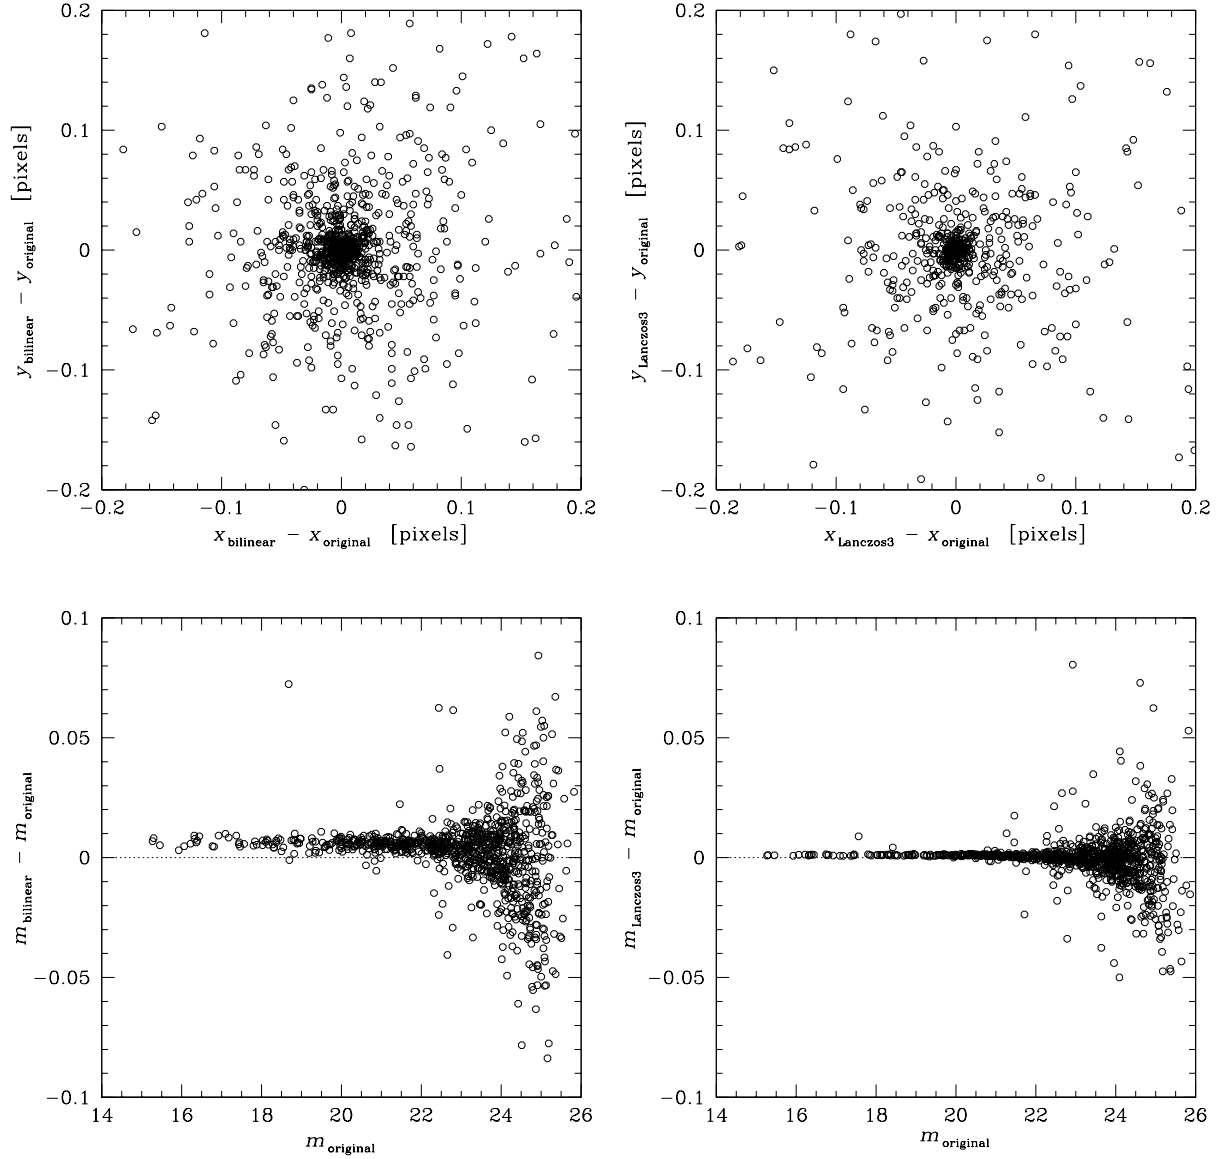 0.2
0.1
0
−0.1
−0.2
y bilinear − y original [pixels]
−0.2 −0.1 0 0.1 0.2
x bilinear − x original [pixels]
0.2
0.1
0
−0.1
−0.2
y Lanczos3 − y original [pixels]
−0.2 −0.1 0 0.1 0.2
x Lanczos3 − x original [pixels]
0.1
0.05
0
−0.05
−0.1
m bilinear − m original
14 16 18 20 22 24 26
m original
0.1
0.05
0
−0.05
−0.1
m Lanczos3 − m original
14 16 18 20 22 24 26
m original